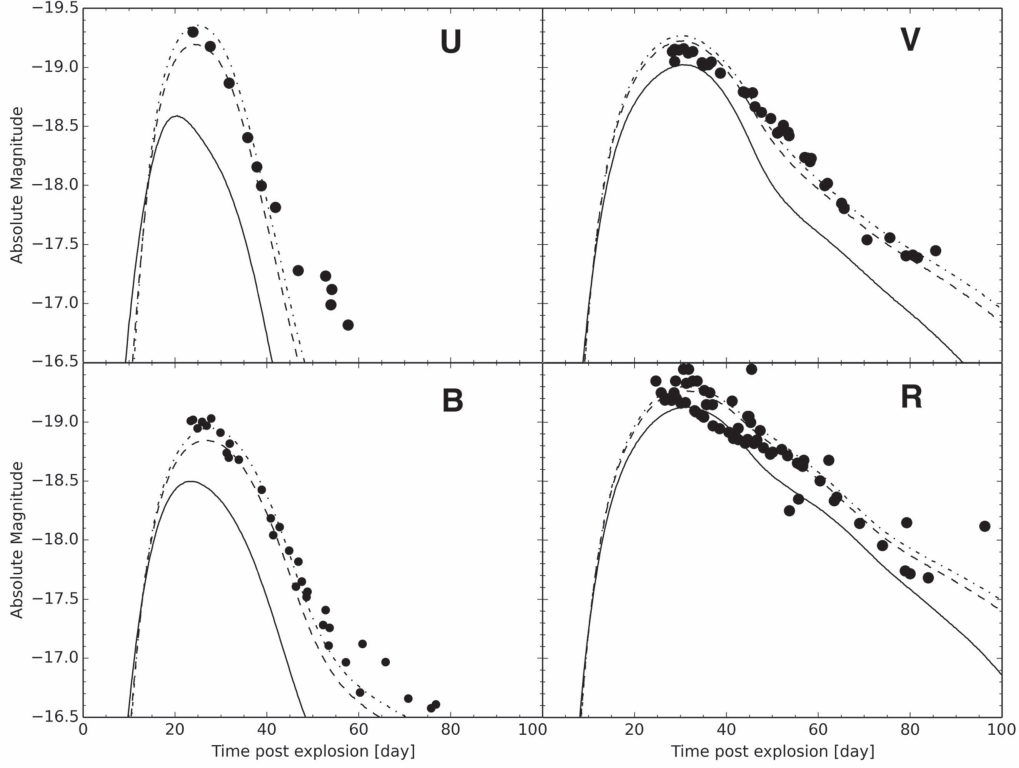 −19.5
−19.0
−18.5
−18.0
−17.5
−17.0
−16.5
Absolute Magnitude
U
V
−19.0
−18.5
−18.0
−17.5
−17.0
−16.5
Absolute Magnitude
B
R
0 20 40 60 80 100 20 40 60 80 100
Time post explosion [day] Time post explosion [day]